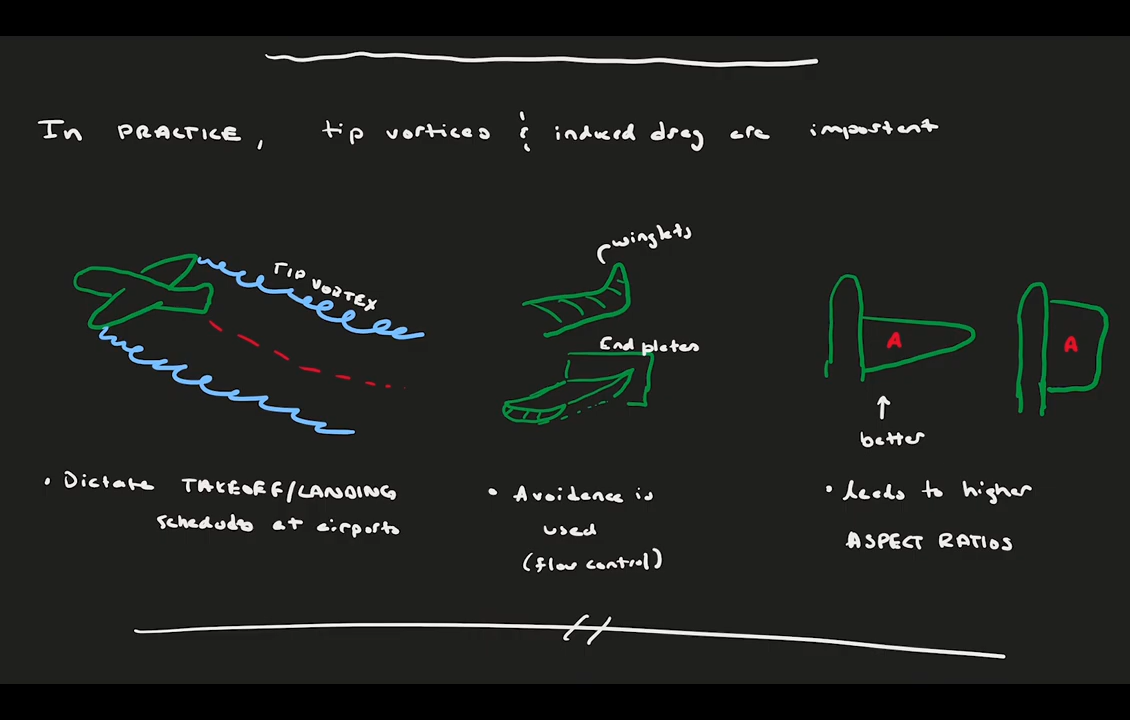 In PRACTICE, tip vortices & induced drag are important
TIP VORTEX
winglets
End plates
A
A
better
• Dictate TAKEOFF/LANDING
schedules at airports
• Avoidance is
used
(flow control)
• leads to higher
ASPECT RATIOS